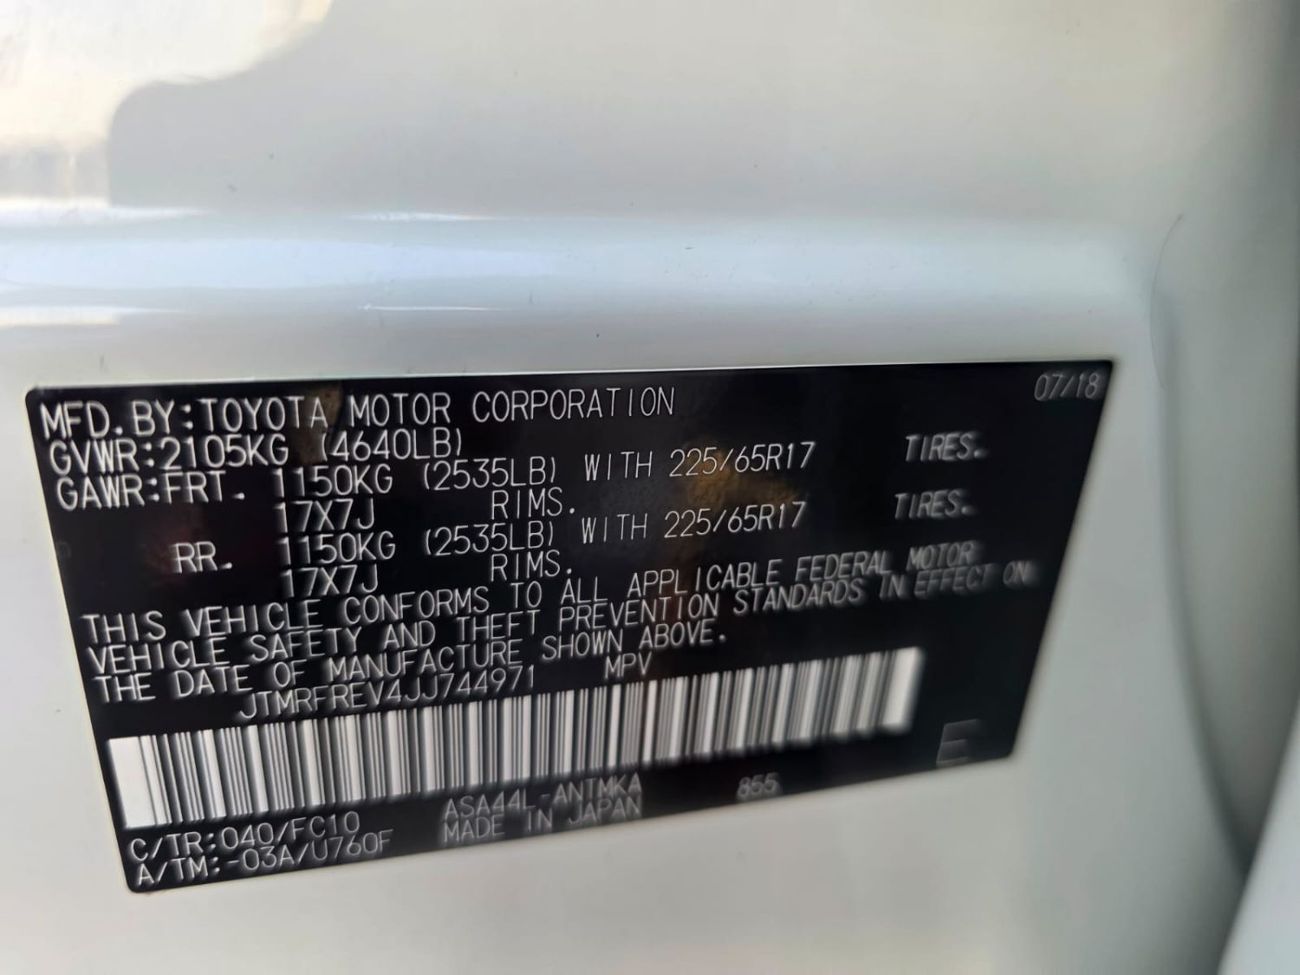 MFD. BY:TOYOTA MOTOR CORPORATION 07/18
GVWR:2105KG (4640LB)
GAWR:FRT. 1150KG (2535LB) WITH 225/65R17 TIRES.
17X7J RIMS.
RR. 1150KG (2535LB) WITH 225/65R17 TIRES.
17X7J RIMS.
THIS VEHICLE CONFORMS TO ALL APPLICABLE FEDERAL MOTOR
VEHICLE SAFETY AND THEFT PREVENTION STANDARDS IN EFFECT ON
THE DATE OF MANUFACTURE SHOWN ABOVE.
JTMRFREV4JJ744971 MPV
C/TR:040/FC10 ASA44L-ANTMKA 855 E
A/TM:-03A/U760F MADE IN JAPAN